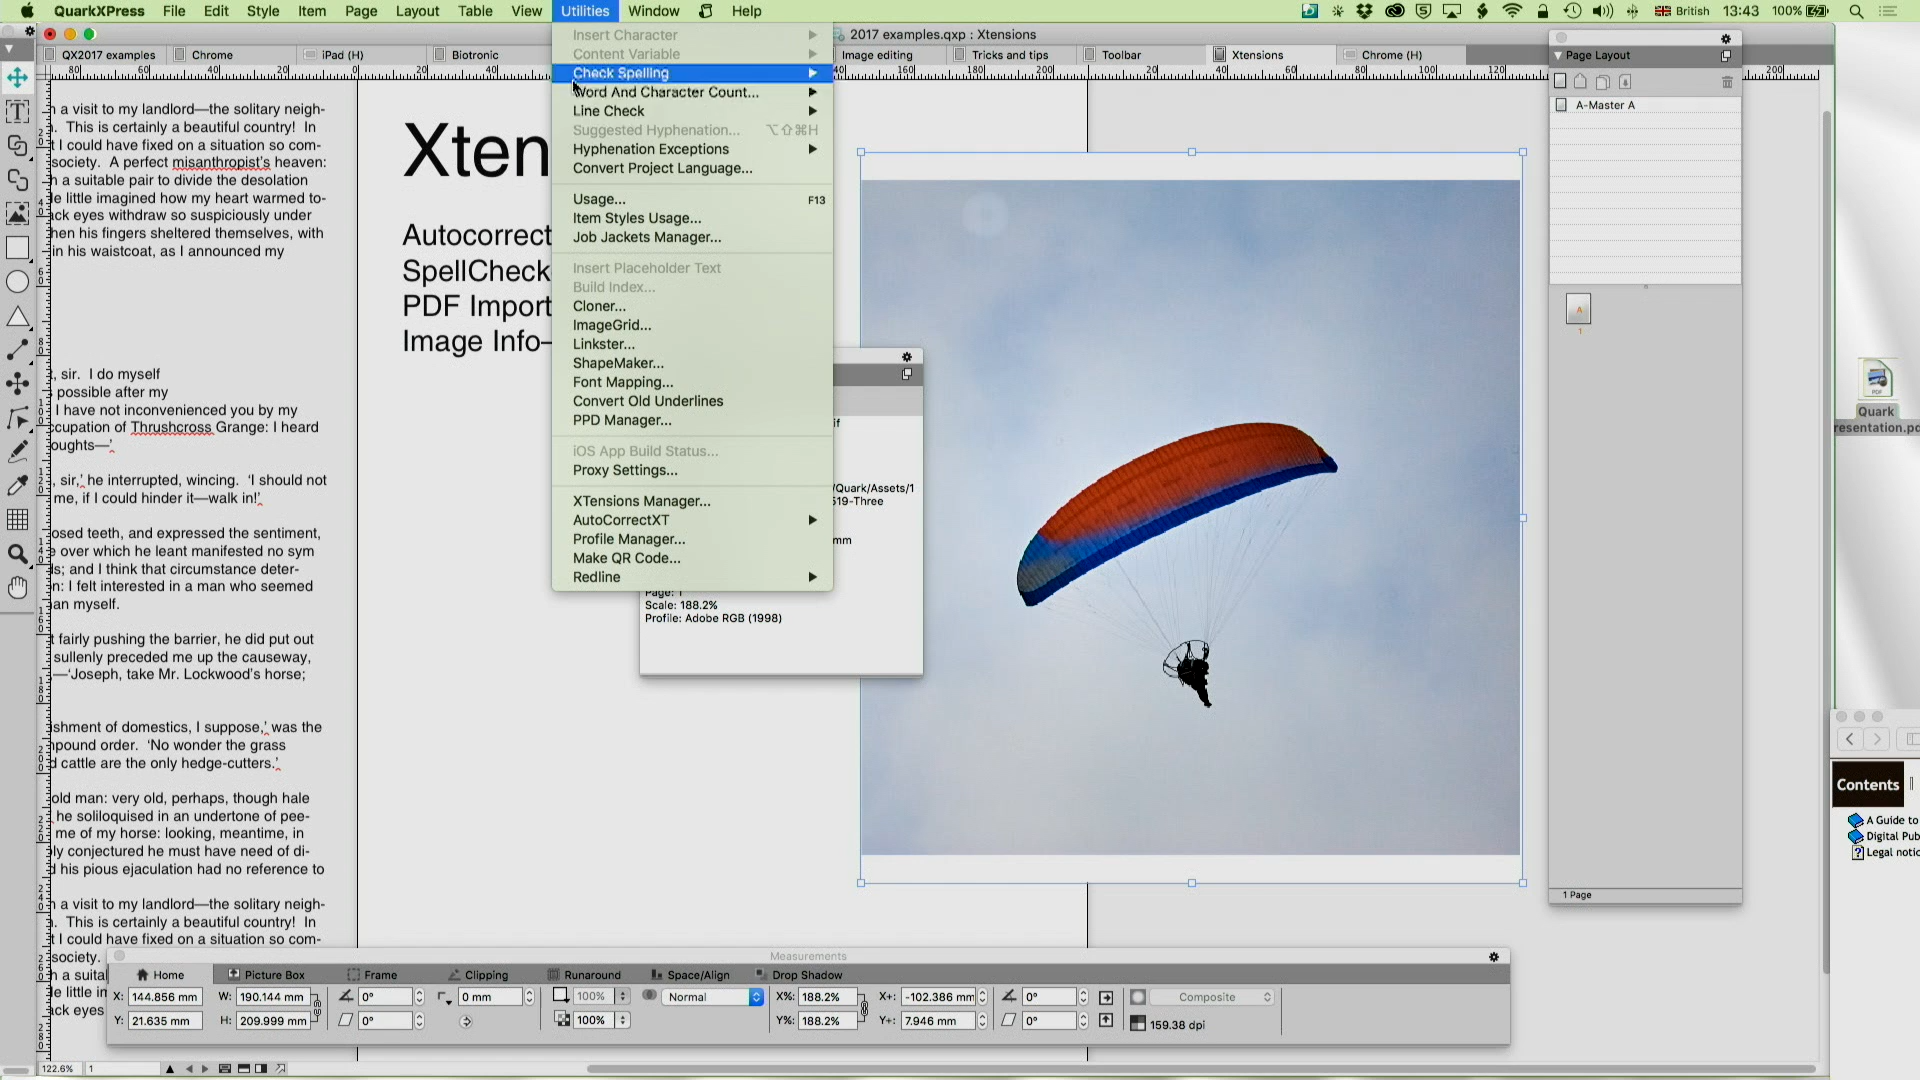 QuarkXPress File Edit Style Item Page Layout Table View Utilities Window Help
British 13:43 100%
2017 examples.qxp : Xtensions
QX2017 examples Chrome iPad (H) Biotronic Image editing Tricks and tips Toolbar Xtensions Chrome (H)
Insert Character
Content Variable
Check Spelling
Word And Character Count...
Line Check
Suggested Hyphenation... ⌥⇧⌘H
Hyphenation Exceptions
Convert Project Language...
Usage... F13
Item Styles Usage...
Job Jackets Manager...
Insert Placeholder Text
Build Index...
Cloner...
ImageGrid...
Linkster...
ShapeMaker...
Font Mapping...
Convert Old Underlines
PPD Manager...
iOS App Build Status...
Proxy Settings...
XTensions Manager...
AutoCorrectXT
Profile Manager...
Make QR Code...
Redline
a visit to my landlord—the solitary neigh-
This is certainly a beautiful country! In
I could have fixed on a situation so com-
society. A perfect misanthropist's heaven:
a suitable pair to divide the desolation
little imagined how my heart warmed to-
eyes withdraw so suspiciously under
his fingers sheltered themselves, with
in his waistcoat, as I announced my
sir. I do myself
possible after my
I have not inconvenienced you by my
Thrushcross Grange: I heard
sir,' he interrupted, wincing. 'I should not
me, if I could hinder it—walk in!'
teeth, and expressed the sentiment,
over which he leant manifested no sym
and I think that circumstance deter-
I felt interested in a man who seemed
myself.
fairly pushing the barrier, he did put out
sullenly preceded me up the causeway,
—'Joseph, take Mr. Lockwood's horse;
of domestics, I suppose,' was the
order. 'No wonder the grass
cattle are the only hedge-cutters.'
old man: very old, perhaps, though hale
he soliloquised in an undertone of pee-
me of my horse: looking, meantime, in
conjectured he must have need of di-
his pious ejaculation had no reference to
a visit to my landlord—the solitary neigh-
This is certainly a beautiful country! In
I could have fixed on a situation so com-
society.
a suital
little in
eyes
Xten
Autocorrect
SpellCheck
PDF Import
Image Info–
if
/Quark/Assets/1
519-Three
mm
Page: 1
Scale: 188.2%
Profile: Adobe RGB (1998)
Page Layout
A-Master A
A
1
1 Page
PDF
Quark
resentation.pd
Contents
A Guide to
Digital Pub
Legal notic
Measurements
Home Picture Box Frame Clipping Runaround Space/Align Drop Shadow
X: 144.856 mm W: 190.144 mm 0° 0 mm 100% Normal X%: 188.2% X+: -102.386 mm 0° Composite
Y: 21.635 mm H: 209.999 mm 0° 100% Y%: 188.2% Y+: 7.946 mm 0° 159.38 dpi
122.6% 1